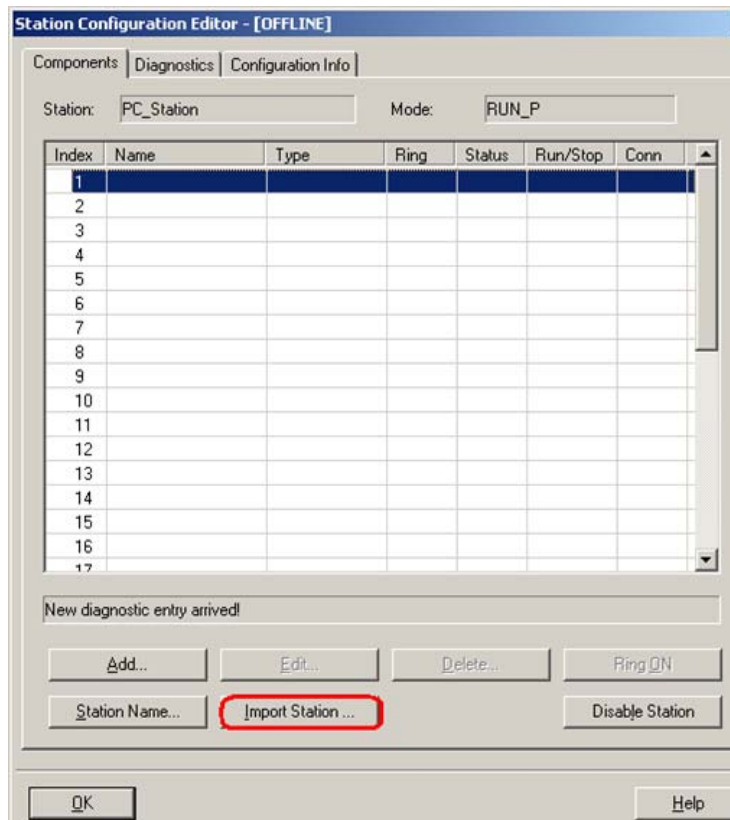 Station Configuration Editor - [OFFLINE]
Components Diagnostics Configuration Info
Station: PC_Station Mode: RUN_P
Index Name Type Ring Status Run/Stop Conn
1
2
3
4
5
6
7
8
9
10
11
12
13
14
15
16
17
New diagnostic entry arrived!
Add... Edit... Delete... Ring ON
Station Name... Import Station ... Disable Station
OK Help